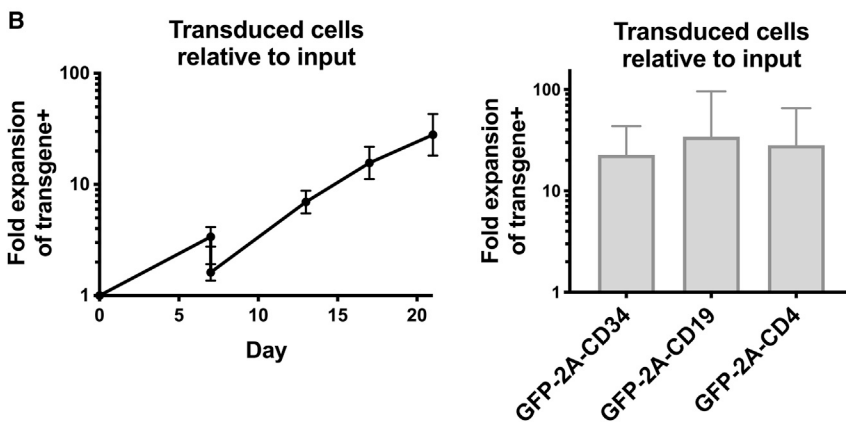 B
Transduced cells
relative to input
Fold expansion
of transgene+
100
10
1
0
5
10
15
20
Day
Transduced cells
relative to input
Fold expansion
of transgene+
100
10
1
GFP-2A-CD34
GFP-2A-CD19
GFP-2A-CD4